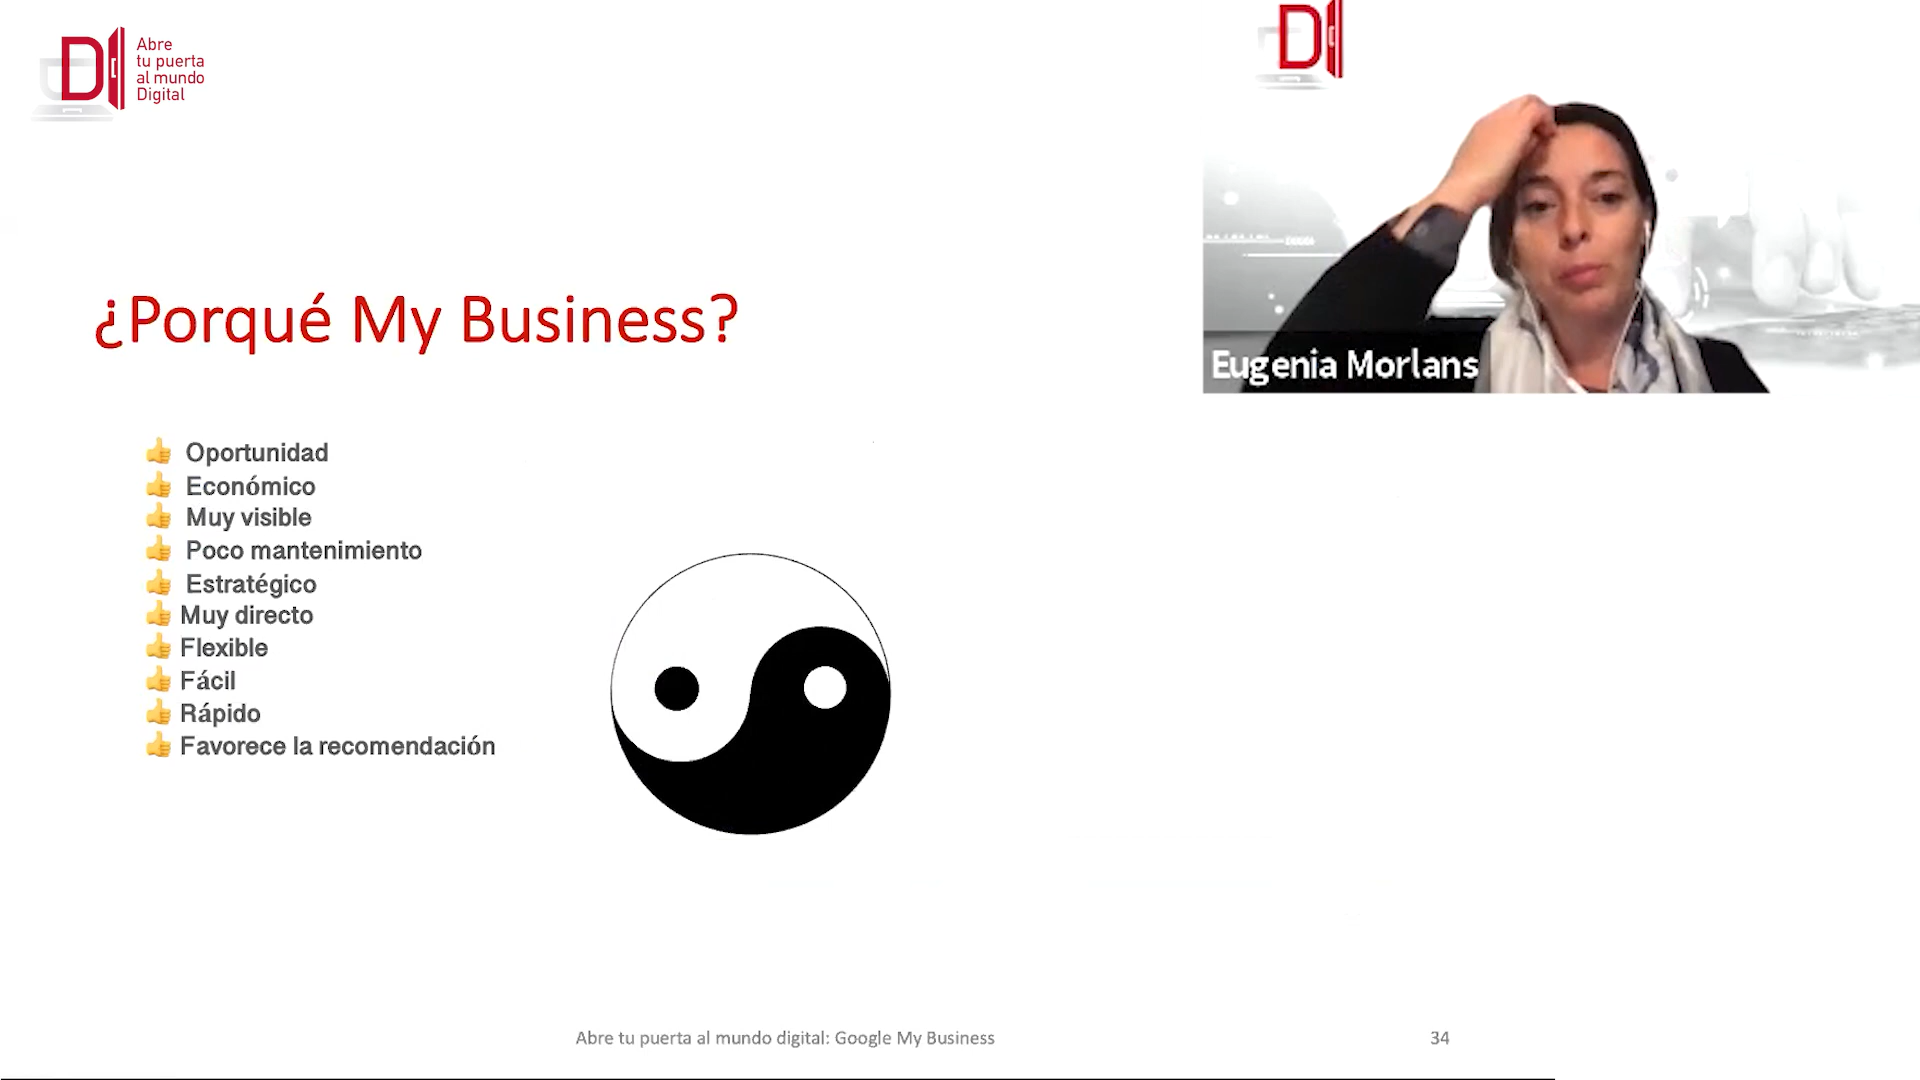 Abre
tu puerta
al mundo
Digital
¿Porqué My Business?
Eugenia Morlans
👍 Oportunidad
👍 Económico
👍 Muy visible
👍 Poco mantenimiento
👍 Estratégico
👍 Muy directo
👍 Flexible
👍 Fácil
👍 Rápido
👍 Favorece la recomendación
Abre tu puerta al mundo digital: Google My Business
34